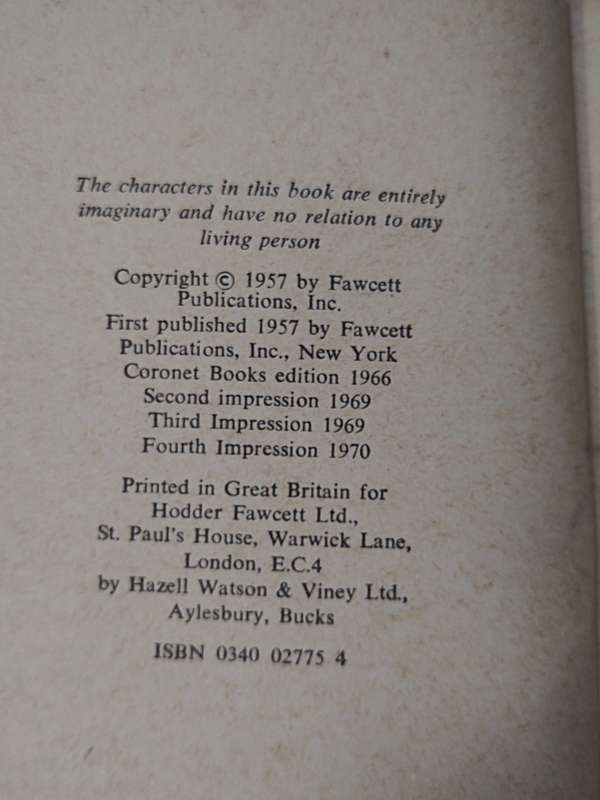 The characters in this book are entirely
imaginary and have no relation to any
living person
Copyright © 1957 by Fawcett
Publications, Inc.
First published 1957 by Fawcett
Publications, Inc., New York
Coronet Books edition 1966
Second impression 1969
Third Impression 1969
Fourth Impression 1970
Printed in Great Britain for
Hodder Fawcett Ltd.,
St. Paul's House, Warwick Lane,
London, E.C.4
by Hazell Watson & Viney Ltd.,
Aylesbury, Bucks
ISBN 0340 02775 4